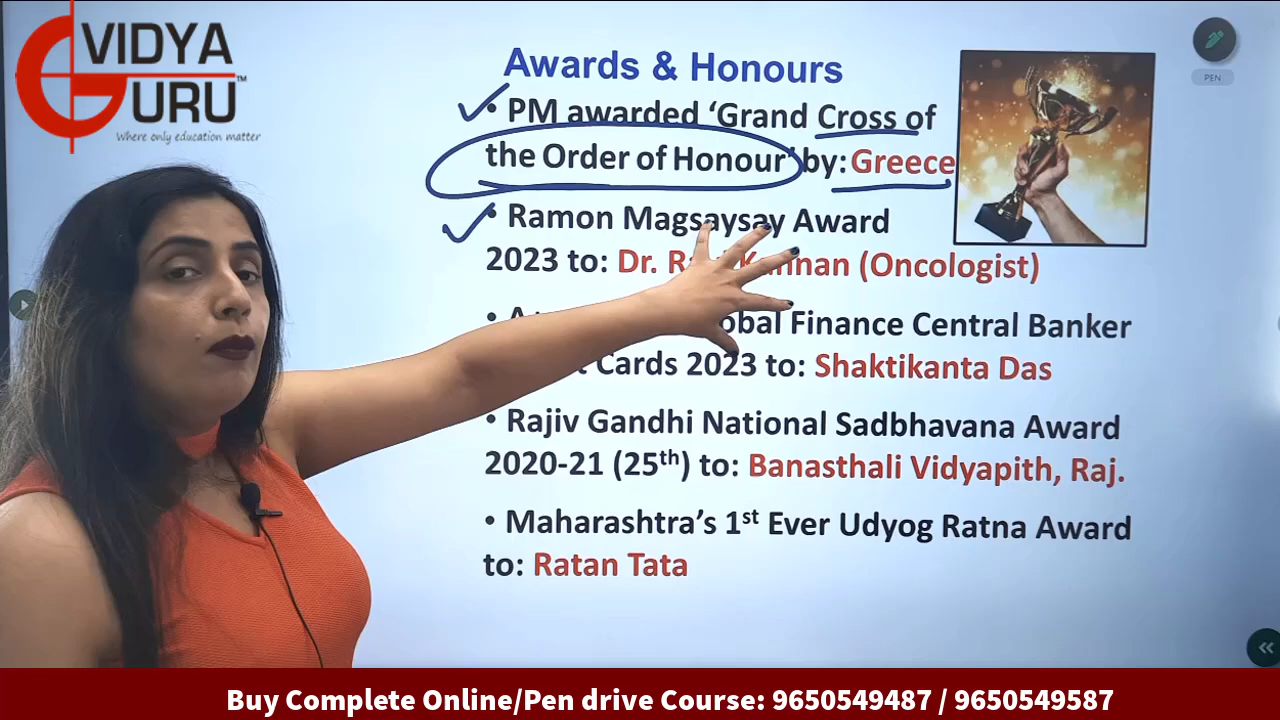 VIDYA
GURU™
Where only education matter
Awards & Honours
• PM awarded ‘Grand Cross of
the Order of Honour’ by: Greece
• Ramon Magsaysay Award
2023 to: Dr. Kannan (Oncologist)
• Finance Central Banker
Cards 2023 to: Shaktikanta Das
• Rajiv Gandhi National Sadbhavana Award
2020-21 (25th) to: Banasthali Vidyapith, Raj.
• Maharashtra’s 1st Ever Udyog Ratna Award
to: Ratan Tata
PEN
Buy Complete Online/Pen drive Course: 9650549487 / 9650549587